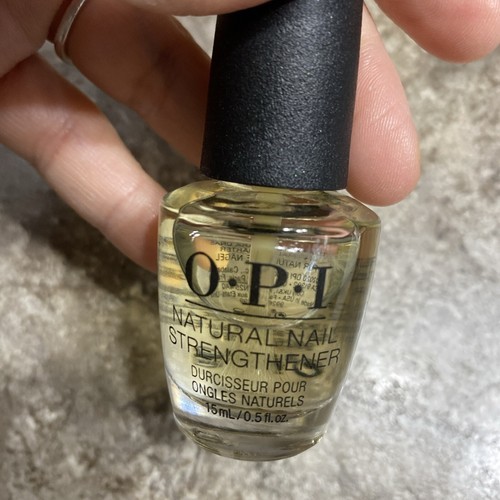 O·P·I
NATURAL NAIL
STRENGTHENER
DURCISSEUR POUR
ONGLES NATURELS
15 mL / 0.5 fl. oz.